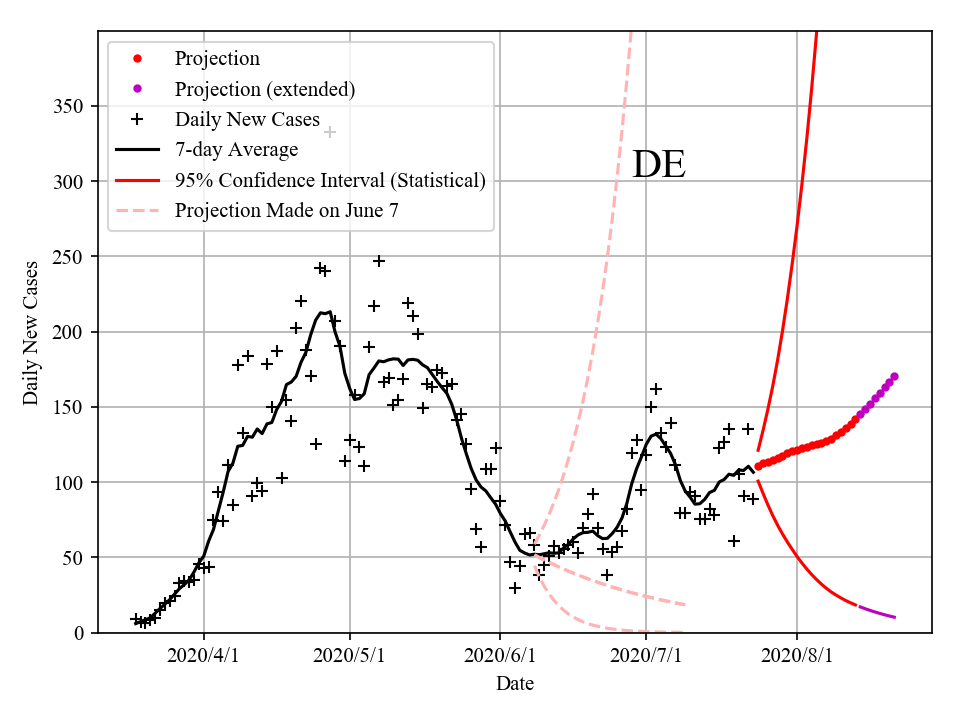 Projection
Projection (extended)
Daily New Cases
7-day Average
95% Confidence Interval (Statistical)
Projection Made on June 7
DE
Daily New Cases
350
300
250
200
150
100
50
0
2020/4/1 2020/5/1 2020/6/1 2020/7/1 2020/8/1
Date